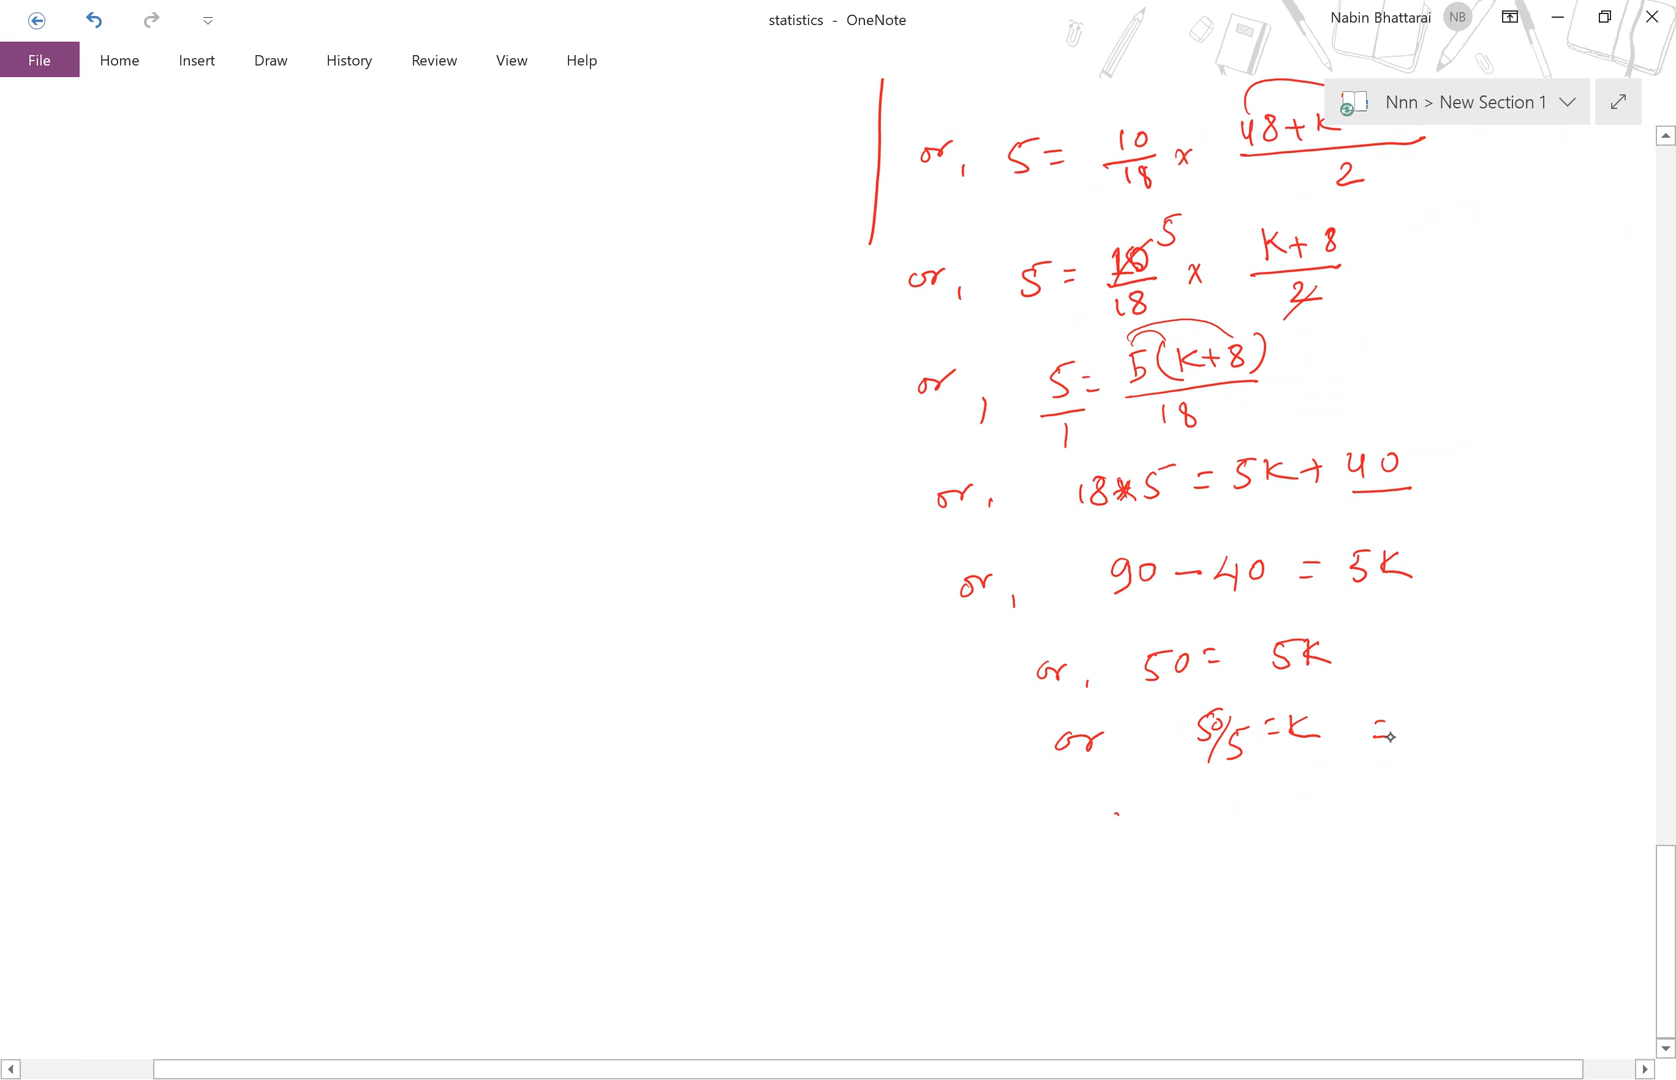 statistics - OneNote
Nabin Bhattarai NB
File Home Insert Draw History Review View Help
Nnn > New Section 1
or, 5 = 10/18 × 48+K/2
or, 5 = 10/18 5 × K+8/2
or, 5/1 = 5(K+8)/18
or, 18*5 = 5K+40
or, 90-40 = 5K
or, 50 = 5K
or 50/5 = K =